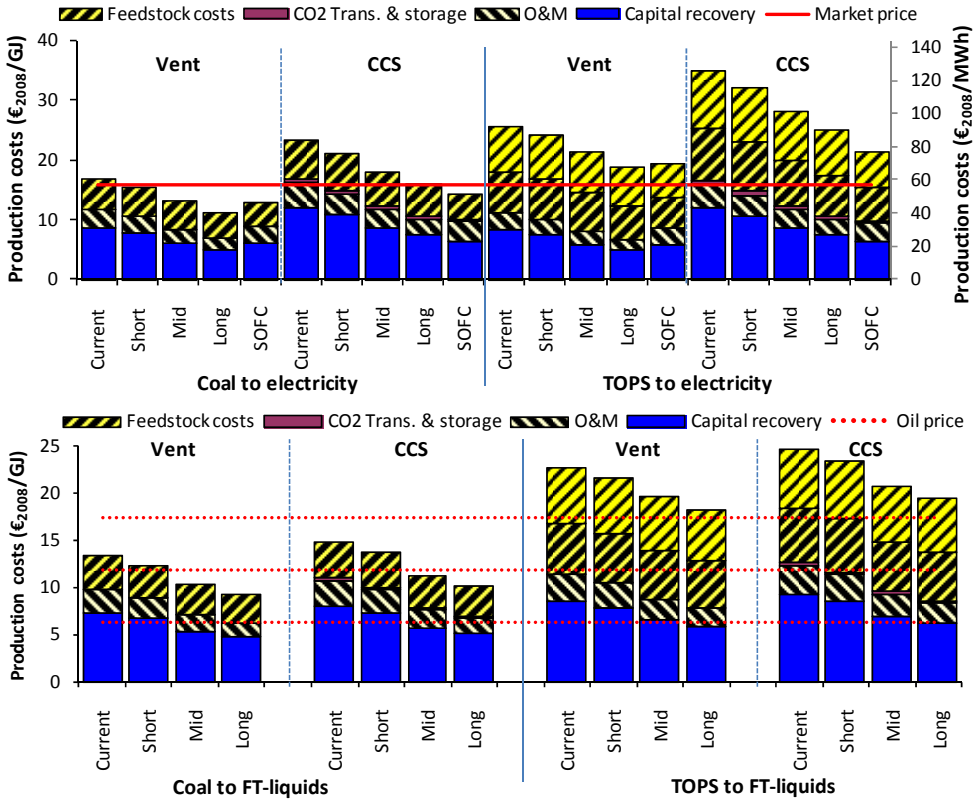 Feedstock costs CO2 Trans. & storage O&M Capital recovery Market price
Production costs (€2008/GJ)
40
30
20
10
0
Vent CCS Vent CCS
140
120
100
80
60
40
20
0
Production costs (€2008/MWh)
Current Short Mid Long SOFC Current Short Mid Long SOFC Current Short Mid Long SOFC Current Short Mid Long SOFC
Coal to electricity TOPS to electricity
Feedstock costs CO2 Trans. & storage O&M Capital recovery Oil price
Production costs (€2008/GJ)
25
20
15
10
5
0
Vent CCS Vent CCS
Current Short Mid Long Current Short Mid Long Current Short Mid Long Current Short Mid Long
Coal to FT-liquids TOPS to FT-liquids